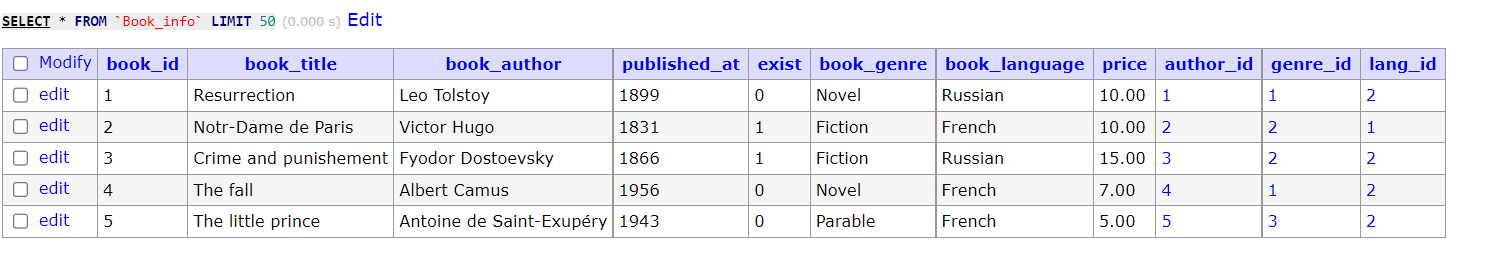 SELECT * FROM `Book_info` LIMIT 50 (0.000 s) Edit
Modify book_id book_title book_author published_at exist book_genre book_language price author_id genre_id lang_id
edit 1 Resurrection Leo Tolstoy 1899 0 Novel Russian 10.00 1 1 2
edit 2 Notr-Dame de Paris Victor Hugo 1831 1 Fiction French 10.00 2 2 1
edit 3 Crime and punishement Fyodor Dostoevsky 1866 1 Fiction Russian 15.00 3 2 2
edit 4 The fall Albert Camus 1956 0 Novel French 7.00 4 1 2
edit 5 The little prince Antoine de Saint-Exupéry 1943 0 Parable French 5.00 5 3 2